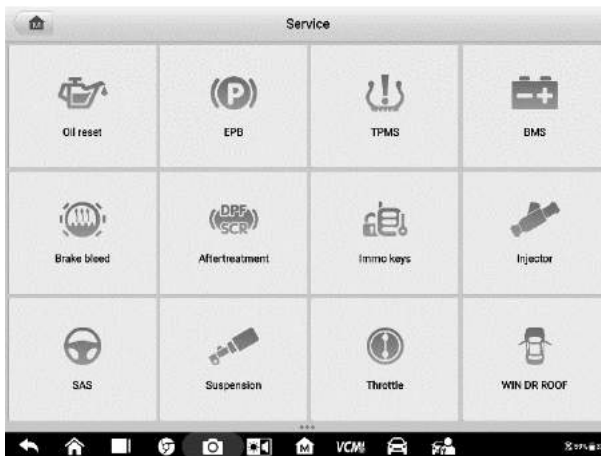 Service
Oil reset
EPB
TPMS
BMS
Brake bleed
DPF
SCR
Aftertreatment
Immo keys
Injector
SAS
Suspension
Throttle
WIN DR ROOF
VCMI